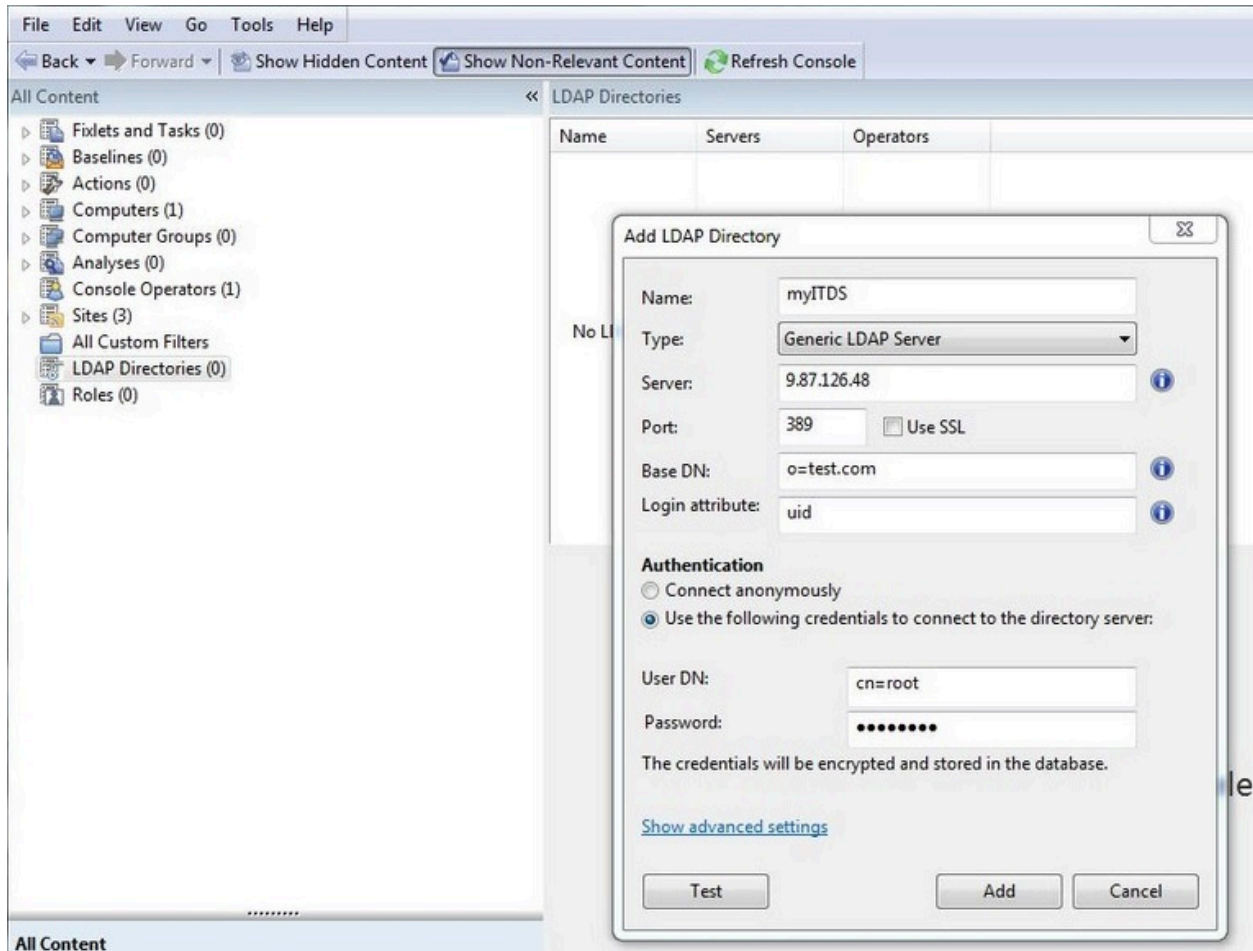 File Edit View Go Tools Help
Back Forward Show Hidden Content Show Non-Relevant Content Refresh Console
All Content
Fixlets and Tasks (0)
Baselines (0)
Actions (0)
Computers (1)
Computer Groups (0)
Analyses (0)
Console Operators (1)
Sites (3)
All Custom Filters
LDAP Directories (0)
Roles (0)
All Content
LDAP Directories
Name Servers Operators
No
Add LDAP Directory
Name: myITDS
Type: Generic LDAP Server
Server: 9.87.126.48
Port: 389 Use SSL
Base DN: o=test.com
Login attribute: uid
Authentication
Connect anonymously
Use the following credentials to connect to the directory server:
User DN: cn=root
Password: ••••••••
The credentials will be encrypted and stored in the database.
Show advanced settings
Test Add Cancel